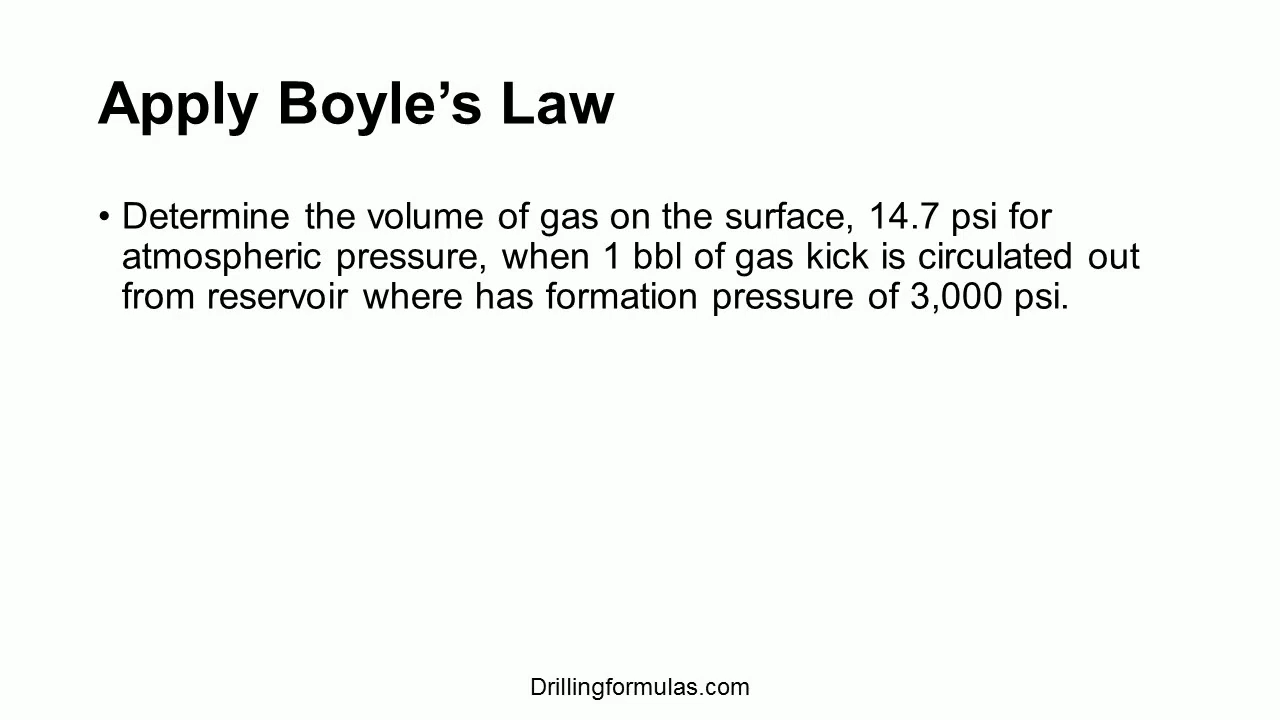 Apply Boyle’s Law
• Determine the volume of gas on the surface, 14.7 psi for
atmospheric pressure, when 1 bbl of gas kick is circulated out
from reservoir where has formation pressure of 3,000 psi.
Drillingformulas.com